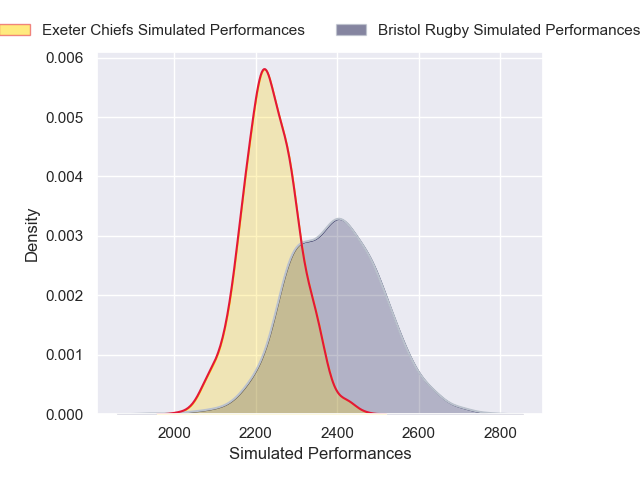 Exeter Chiefs Simulated Performances Bristol Rugby Simulated Performances
0.006
0.005
0.004
0.003
0.002
0.001
0.000
Density
2000 2200 2400 2600 2800
Simulated Performances